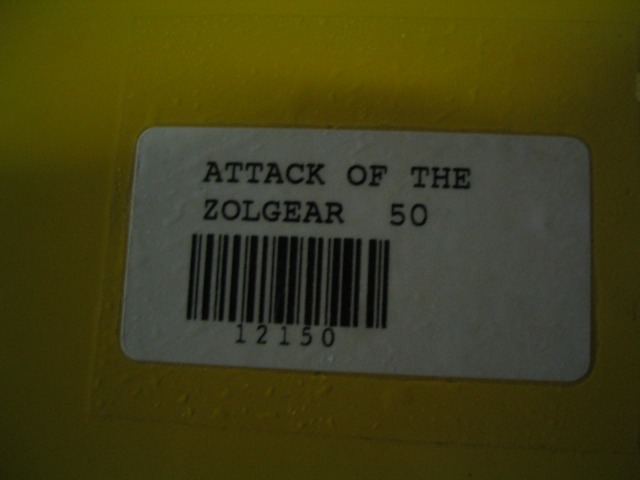 ATTACK OF THE
ZOLGEAR 50
12150